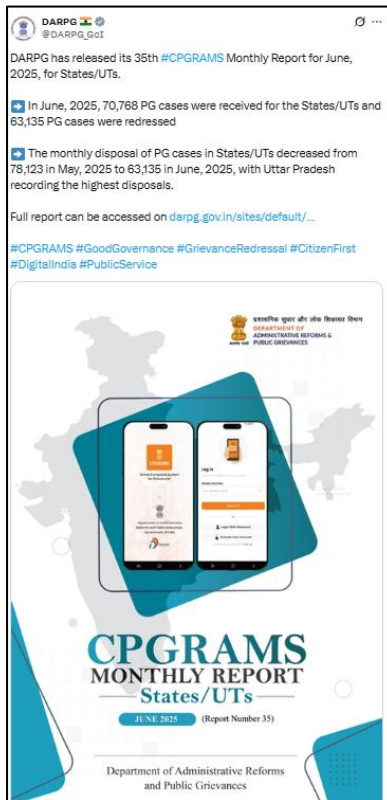 DARPG
@DARPG_GoI
DARPG has released its 35th #CPGRAMS Monthly Report for June,
2025, for States/UTs.
➡ In June, 2025, 70,768 PG cases were received for the States/UTs and
63,135 PG cases were redressed
➡ The monthly disposal of PG cases in States/UTs decreased from
78,123 in May, 2025 to 63,135 in June, 2025, with Uttar Pradesh
recording the highest disposals.
Full report can be accessed on darpg.gov.in/sites/default/...
#CPGRAMS #GoodGovernance #GrievanceRedressal #CitizenFirst
#DigitalIndia #PublicService
प्रशासनिक सुधार और लोक शिकायत विभाग
DEPARTMENT OF
ADMINISTRATIVE REFORMS &
PUBLIC GRIEVANCES
CPGRAMS
Log In
CPGRAMS
MONTHLY REPORT
States/UTs
JUNE 2025 (Report Number 35)
Department of Administrative Reforms
and Public Grievances